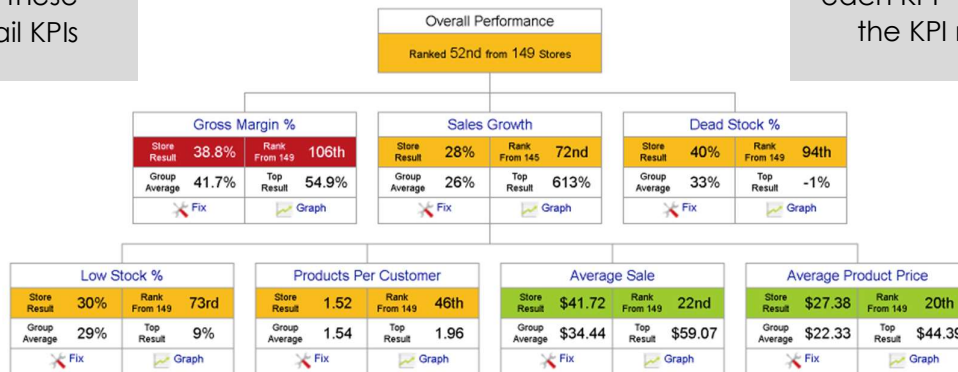 those
ail KPIs
each KPI
the KPI r
Overall Performance
Ranked 52nd from 149 Stores
Gross Margin %
Store Result 38.8% Rank From 149 106th
Group Average 41.7% Top Result 54.9%
Fix Graph
Sales Growth
Store Result 28% Rank From 145 72nd
Group Average 26% Top Result 613%
Fix Graph
Dead Stock %
Store Result 40% Rank From 149 94th
Group Average 33% Top Result -1%
Fix Graph
Low Stock %
Store Result 30% Rank From 149 73rd
Group Average 29% Top Result 9%
Fix Graph
Products Per Customer
Store Result 1.52 Rank From 149 46th
Group Average 1.54 Top Result 1.96
Fix Graph
Average Sale
Store Result $41.72 Rank From 149 22nd
Group Average $34.44 Top Result $59.07
Fix Graph
Average Product Price
Store Result $27.38 Rank From 149 20th
Group Average $22.33 Top Result $44.39
Fix Graph